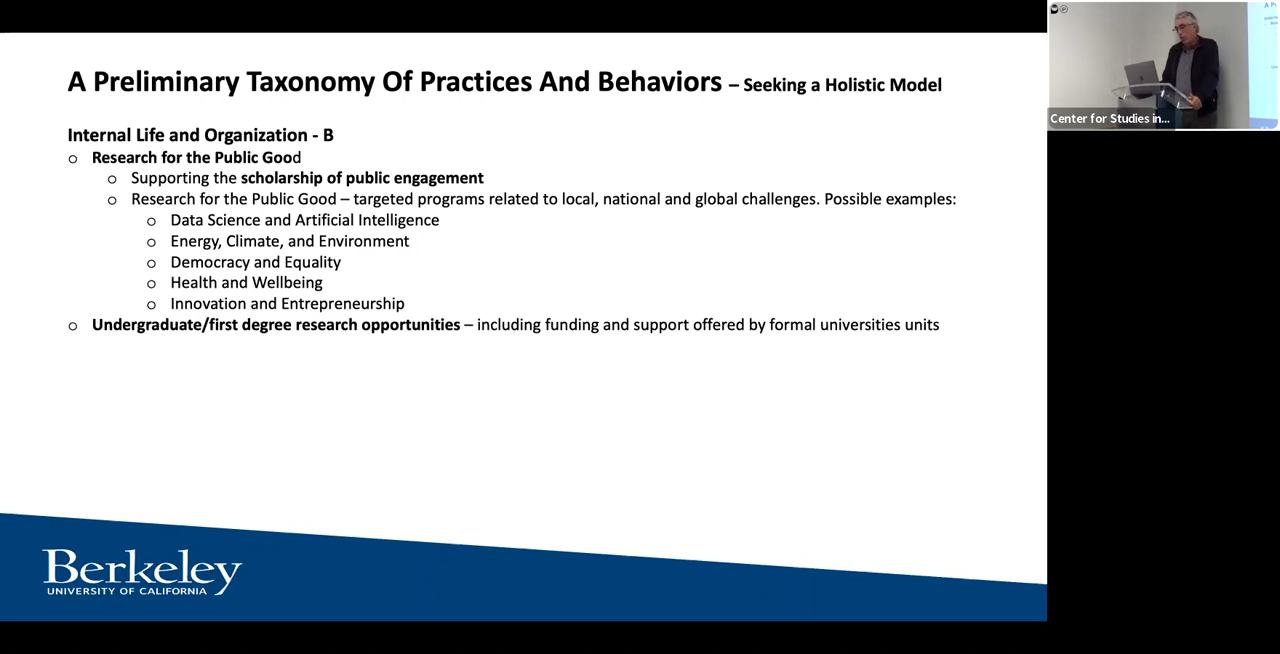 A Preliminary Taxonomy Of Practices And Behaviors – Seeking a Holistic Model
Internal Life and Organization - B
o Research for the Public Good
o Supporting the scholarship of public engagement
o Research for the Public Good – targeted programs related to local, national and global challenges. Possible examples:
o Data Science and Artificial Intelligence
o Energy, Climate, and Environment
o Democracy and Equality
o Health and Wellbeing
o Innovation and Entrepreneurship
o Undergraduate/first degree research opportunities – including funding and support offered by formal universities units
Berkeley
UNIVERSITY OF CALIFORNIA
Center for Studies in...